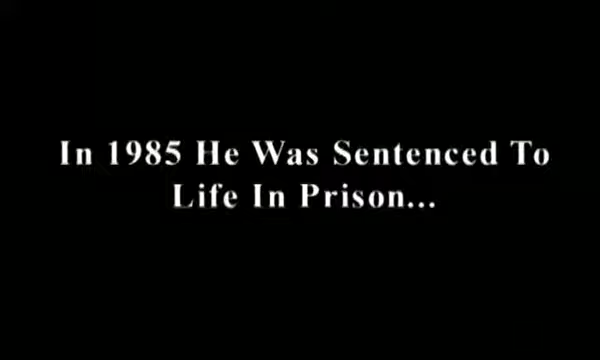 In 1985 He Was Sentenced To
Life In Prison...